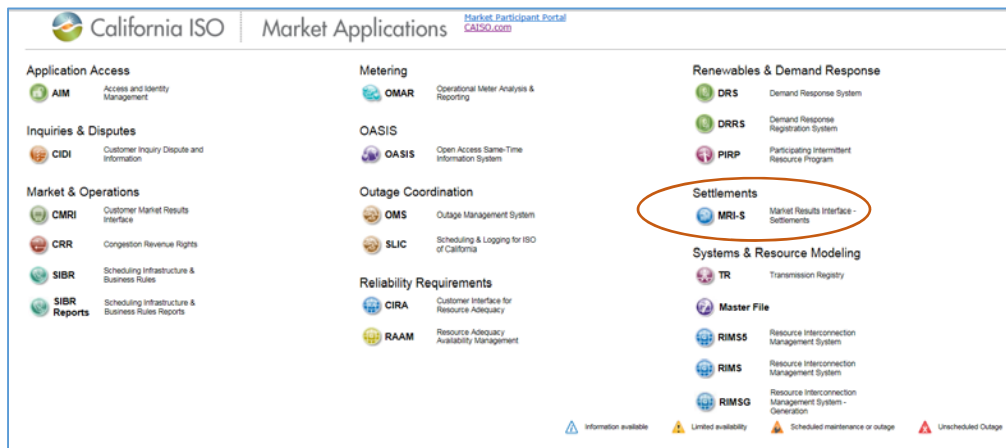 California ISO
Market Applications
Market Participant Portal
CAISO.com
Application Access
AIM
Access and Identity
Management
Inquiries & Disputes
CIDI
Customer Inquiry Dispute and
Information
Market & Operations
CMRI
Customer Market Results
Interface
CRR
Congestion Revenue Rights
SIBR
Scheduling Infrastructure &
Business Rules
SIBR
Reports
Scheduling Infrastructure &
Business Rules Reports
Metering
OMAR
Operational Meter Analysis &
Reporting
OASIS
OASIS
Open Access Same-Time
Information System
Outage Coordination
OMS
Outage Management System
SLIC
Scheduling & Logging for ISO
of California
Reliability Requirements
CIRA
Customer Interface for
Resource Adequacy
RAAM
Resource Adequacy
Availability Management
Renewables & Demand Response
DRS
Demand Response System
DRRS
Demand Response
Registration System
PIRP
Participating Intermittent
Resource Program
Settlements
MRI-S
Market Results Interface -
Settlements
Systems & Resource Modeling
TR
Transmission Registry
Master File
RIMS5
Resource Interconnection
Management System
RIMS
Resource Interconnection
Management System
RIMSG
Resource Interconnection
Management System -
Generation
Information available
Limited availability
Scheduled maintenance or outage
Unscheduled Outage